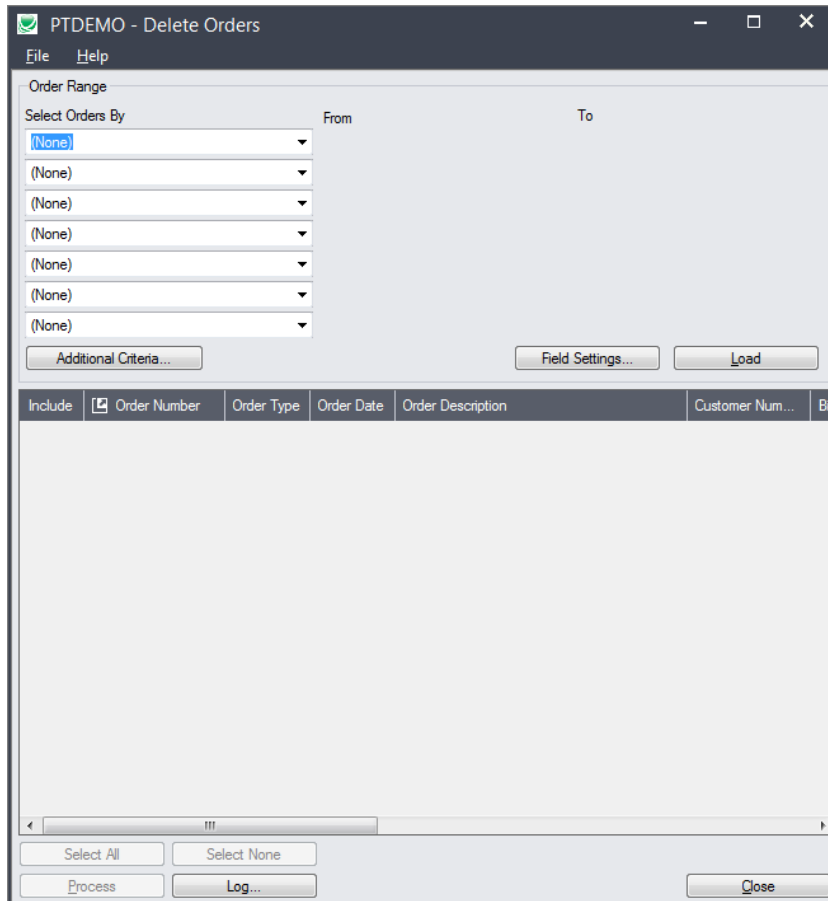 PTDEMO - Delete Orders
File Help
Order Range
Select Orders By From To
(None)
(None)
(None)
(None)
(None)
(None)
(None)
Additional Criteria... Field Settings... Load
Include Order Number Order Type Order Date Order Description Customer Num... Bi
Select All Select None
Process Log... Close